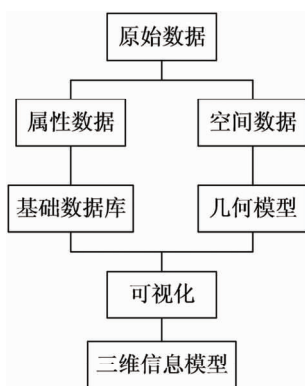 原始数据
属性数据
空间数据
基础数据库
几何模型
可视化
三维信息模型